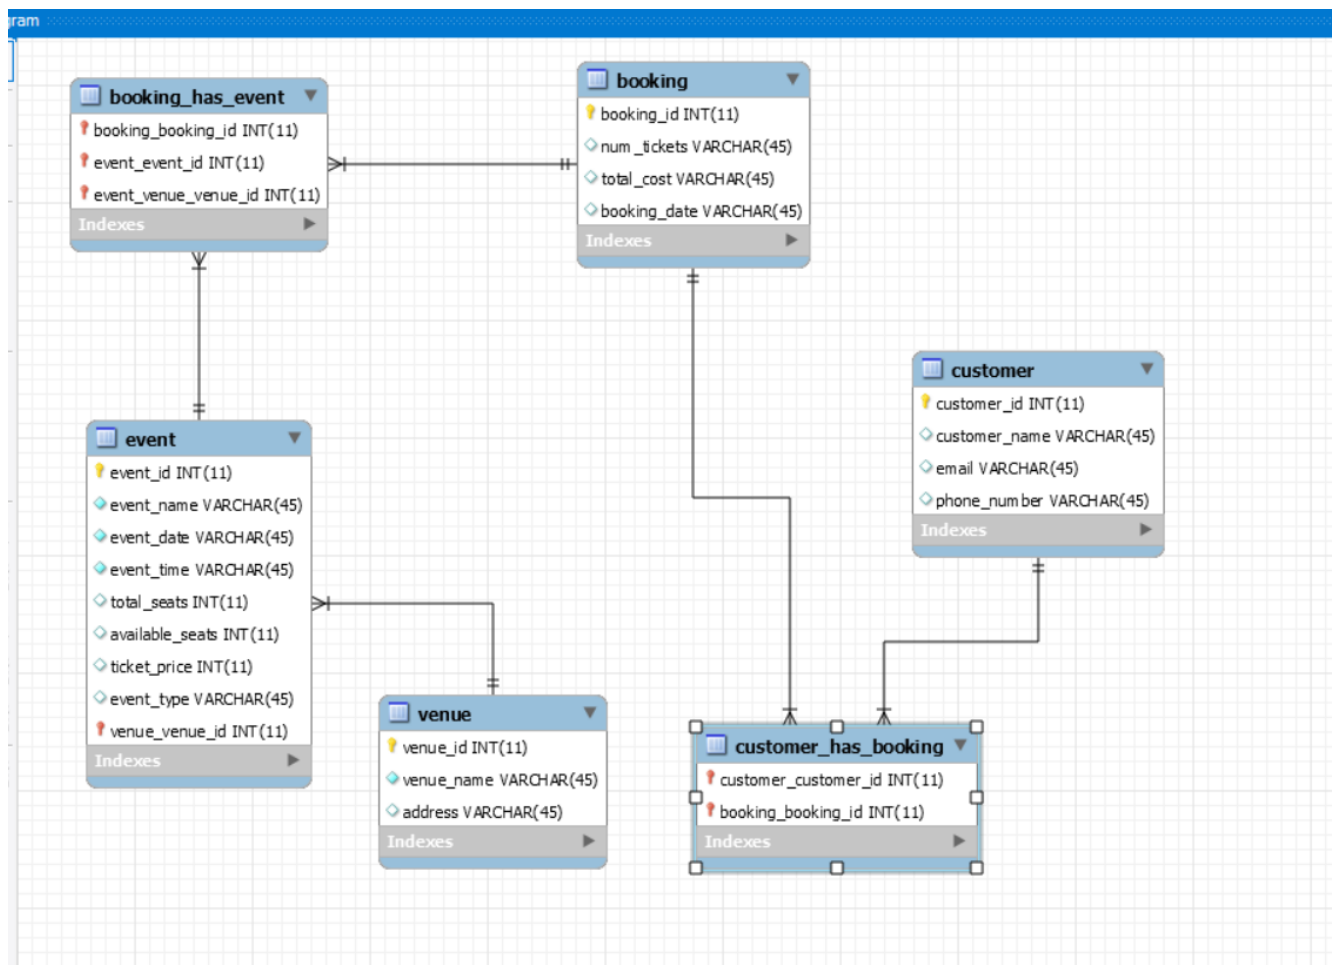 gram
booking_has_event
booking_booking_id INT(11)
event_event_id INT(11)
event_venue_venue_id INT(11)
Indexes
booking
booking_id INT(11)
num _tickets VARCHAR(45)
total_cost VARCHAR(45)
booking_date VARCHAR(45)
Indexes
customer
customer_id INT(11)
customer_name VARCHAR(45)
email VARCHAR(45)
phone_number VARCHAR(45)
Indexes
event
event_id INT(11)
event_name VARCHAR(45)
event_date VARCHAR(45)
event_time VARCHAR(45)
total_seats INT(11)
available_seats INT(11)
ticket_price INT(11)
event_type VARCHAR(45)
venue_venue_id INT(11)
Indexes
venue
venue_id INT(11)
venue_name VARCHAR(45)
address VARCHAR(45)
Indexes
customer_has_booking
customer_customer_id INT(11)
booking_booking_id INT(11)
Indexes